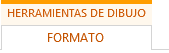 HERRAMIENTAS DE DIBUJO
FORMATO